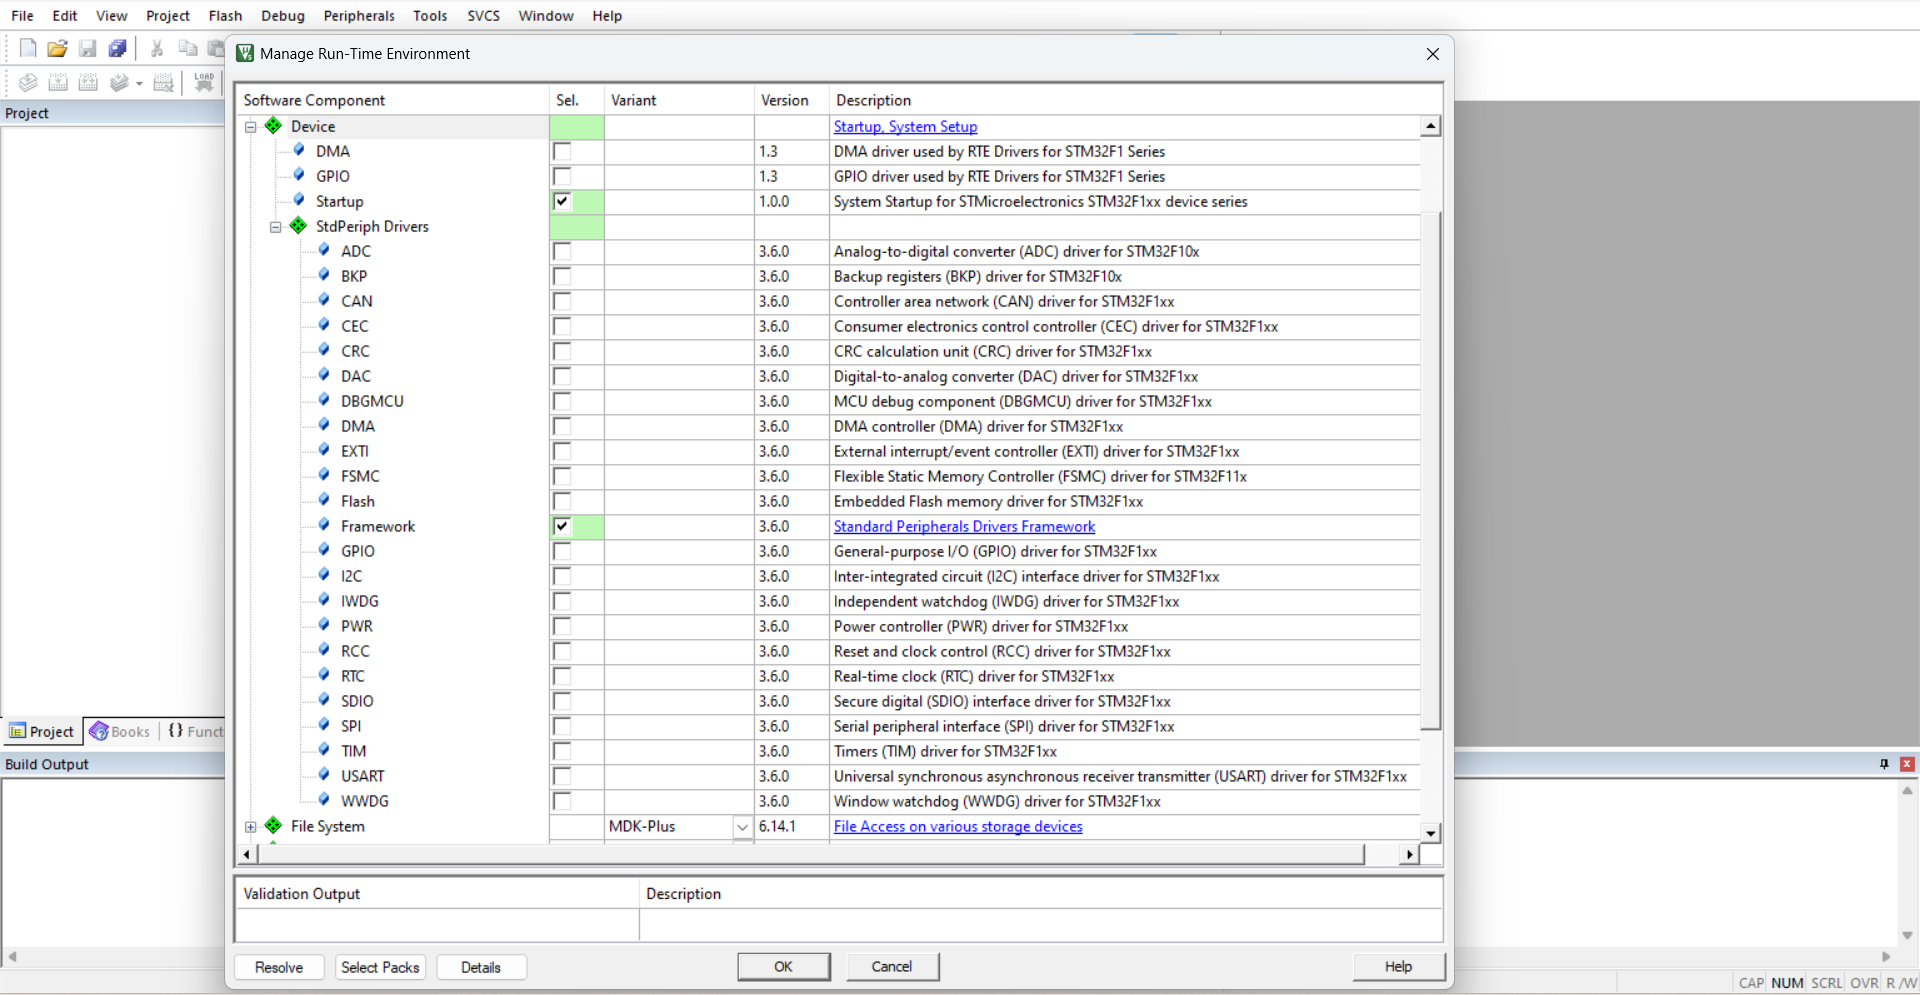 File Edit View Project Flash Debug Peripherals Tools SVCS Window Help
Manage Run-Time Environment
LOAD
Project
Software Component Sel. Variant Version Description
Device Startup, System Setup
DMA 1.3 DMA driver used by RTE Drivers for STM32F1 Series
GPIO 1.3 GPIO driver used by RTE Drivers for STM32F1 Series
Startup 1.0.0 System Startup for STMicroelectronics STM32F1xx device series
StdPeriph Drivers
ADC 3.6.0 Analog-to-digital converter (ADC) driver for STM32F10x
BKP 3.6.0 Backup registers (BKP) driver for STM32F10x
CAN 3.6.0 Controller area network (CAN) driver for STM32F1xx
CEC 3.6.0 Consumer electronics control controller (CEC) driver for STM32F1xx
CRC 3.6.0 CRC calculation unit (CRC) driver for STM32F1xx
DAC 3.6.0 Digital-to-analog converter (DAC) driver for STM32F1xx
DBGMCU 3.6.0 MCU debug component (DBGMCU) driver for STM32F1xx
DMA 3.6.0 DMA controller (DMA) driver for STM32F1xx
EXTI 3.6.0 External interrupt/event controller (EXTI) driver for STM32F1xx
FSMC 3.6.0 Flexible Static Memory Controller (FSMC) driver for STM32F11x
Flash 3.6.0 Embedded Flash memory driver for STM32F1xx
Framework 3.6.0 Standard Peripherals Drivers Framework
GPIO 3.6.0 General-purpose I/O (GPIO) driver for STM32F1xx
I2C 3.6.0 Inter-integrated circuit (I2C) interface driver for STM32F1xx
IWDG 3.6.0 Independent watchdog (IWDG) driver for STM32F1xx
PWR 3.6.0 Power controller (PWR) driver for STM32F1xx
RCC 3.6.0 Reset and clock control (RCC) driver for STM32F1xx
RTC 3.6.0 Real-time clock (RTC) driver for STM32F1xx
SDIO 3.6.0 Secure digital (SDIO) interface driver for STM32F1xx
SPI 3.6.0 Serial peripheral interface (SPI) driver for STM32F1xx
TIM 3.6.0 Timers (TIM) driver for STM32F1xx
USART 3.6.0 Universal synchronous asynchronous receiver transmitter (USART) driver for STM32F1xx
WWDG 3.6.0 Window watchdog (WWDG) driver for STM32F1xx
File System MDK-Plus 6.14.1 File Access on various storage devices
Project Books {} Funct
Build Output
Validation Output Description
Resolve Select Packs Details OK Cancel Help
CAP NUM SCRL OVR R/W